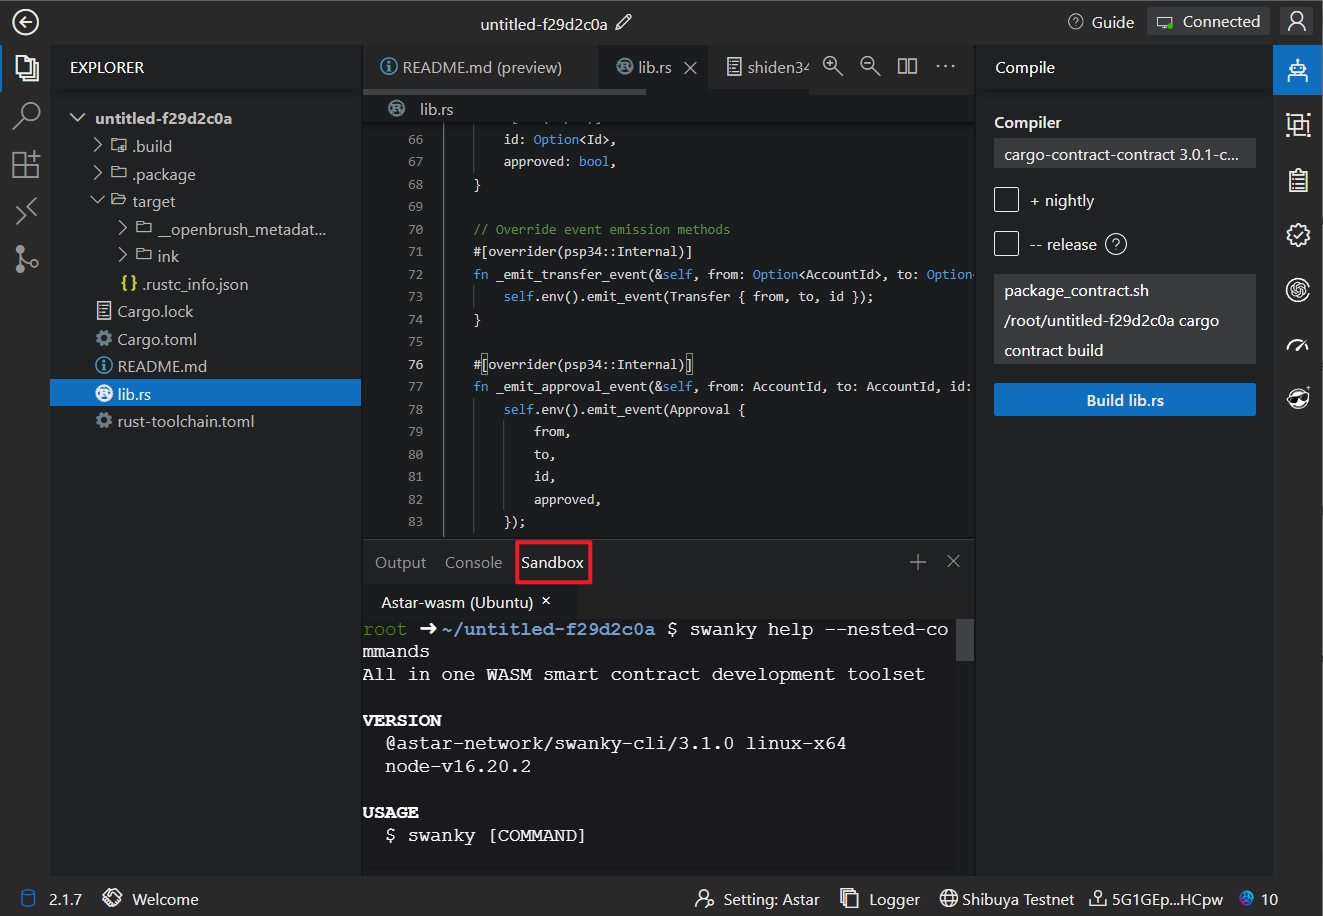 untitled-f29d2c0a
Guide
Connected
EXPLORER
untitled-f29d2c0a
.build
.package
target
__openbrush_metadat...
ink
{} .rustc_info.json
Cargo.lock
Cargo.toml
README.md
lib.rs
rust-toolchain.toml
README.md (preview)
lib.rs
shiden34
lib.rs
66 id: Option<Id>,
67 approved: bool,
68 }
69
70 // Override event emission methods
71 #[overrider(psp34::Internal)]
72 fn _emit_transfer_event(&self, from: Option<AccountId>, to: Option
73 self.env().emit_event(Transfer { from, to, id });
74 }
75
76 #[overrider(psp34::Internal)]
77 fn _emit_approval_event(&self, from: AccountId, to: AccountId, id:
78 self.env().emit_event(Approval {
79 from,
80 to,
81 id,
82 approved,
83 });
Output Console Sandbox
Astar-wasm (Ubuntu) ×
root ➜ ~/untitled-f29d2c0a $ swanky help --nested-co
mmands
All in one WASM smart contract development toolset
VERSION
@astar-network/swanky-cli/3.1.0 linux-x64
node-v16.20.2
USAGE
$ swanky [COMMAND]
Compile
Compiler
cargo-contract-contract 3.0.1-c...
+ nightly
-- release ?
package_contract.sh
/root/untitled-f29d2c0a cargo
contract build
Build lib.rs
2.1.7
Welcome
Setting: Astar
Logger
Shibuya Testnet
5G1GEp...HCpw
10